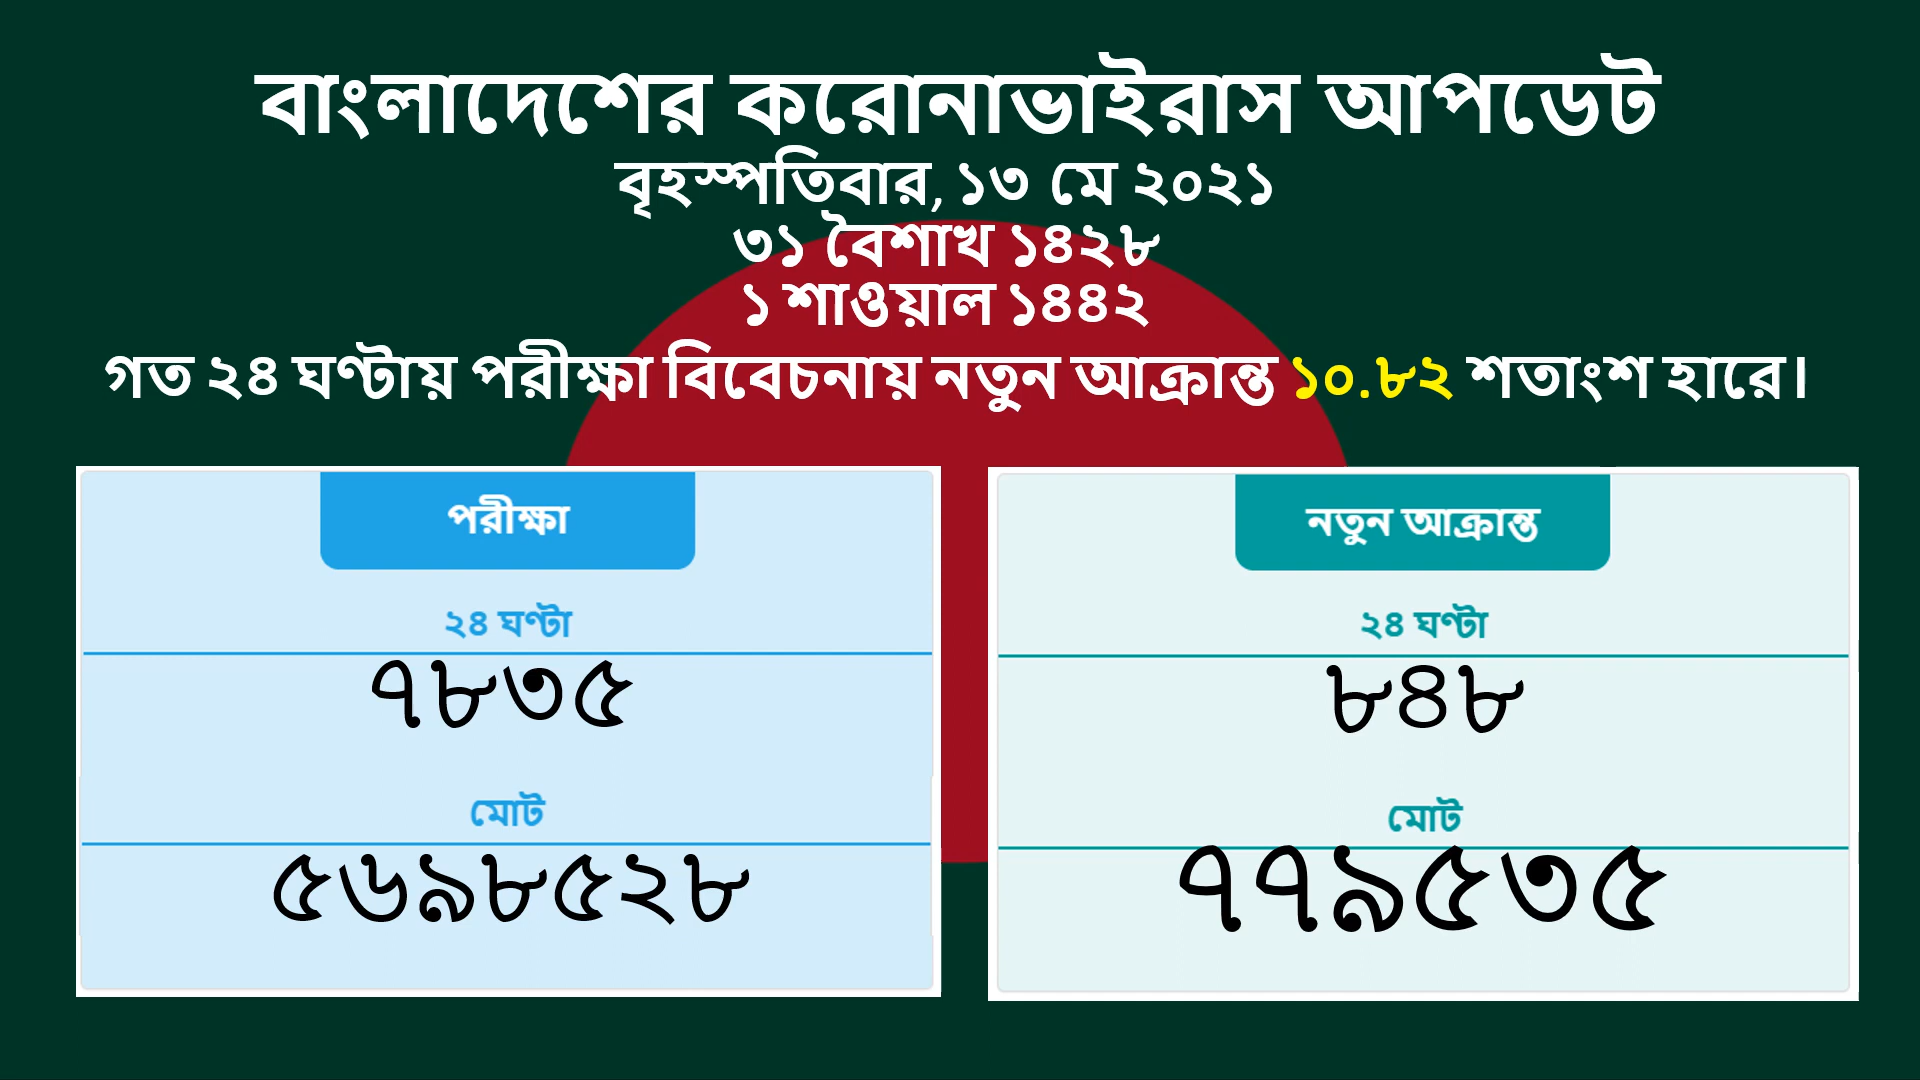 বাংলাদেশের করোনাভাইরাস আপডেট
বৃহস্পতিবার, ১৩ মে ২০২১
৩১ বৈশাখ ১৪২৮
১ শাওয়াল ১৪৪২
গত ২৪ ঘণ্টায় পরীক্ষা বিবেচনায় নতুন আক্রান্ত ১০.৮২ শতাংশ হারে।
পরীক্ষা
২৪ ঘণ্টা
৭৮৩৫
মোট
৫৬৯৮৫২৮
নতুন আক্রান্ত
২৪ ঘণ্টা
৮৪৮
মোট
৭৭৯৫৩৫